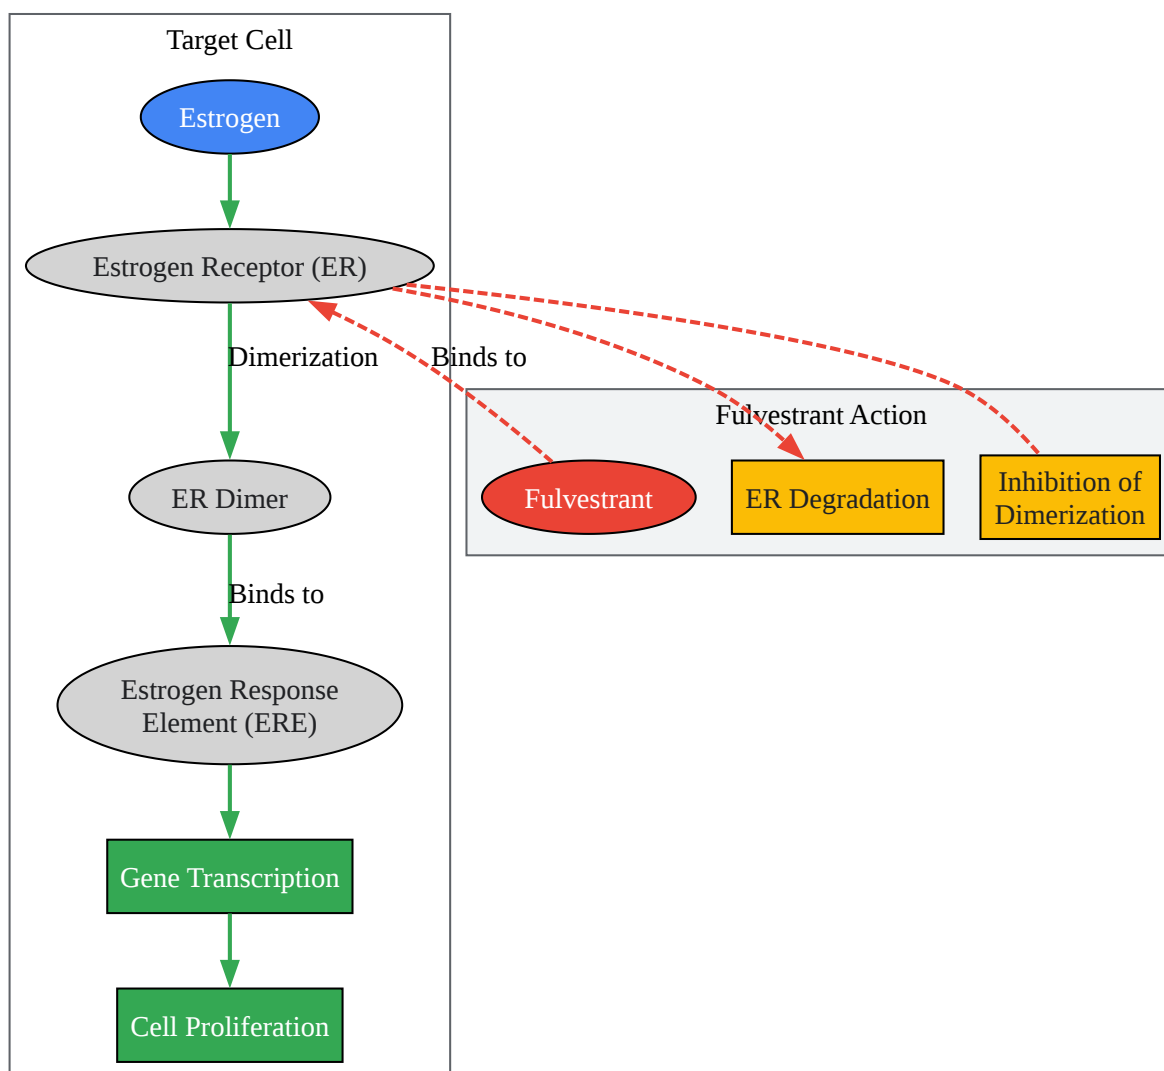 Target Cell
Estrogen
Estrogen Receptor (ER)
Dimerization
Binds to
Fulvestrant Action
Fulvestrant
ER Degradation
Inhibition of
Dimerization
ER Dimer
Binds to
Estrogen Response
Element (ERE)
Gene Transcription
Cell Proliferation